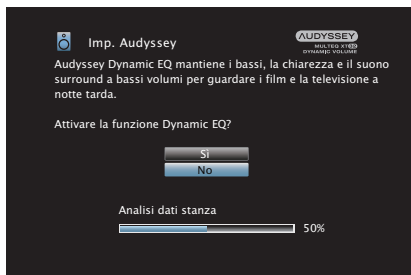 Imp. Audyssey
AUDYSSEY
MULTEQ XT32
DYNAMIC VOLUME
Audyssey Dynamic EQ mantiene i bassi, la chiarezza e il suono
surround a bassi volumi per guardare i film e la televisione a
notte tarda.
Attivare la funzione Dynamic EQ?
Sì
No
Analisi dati stanza
50%